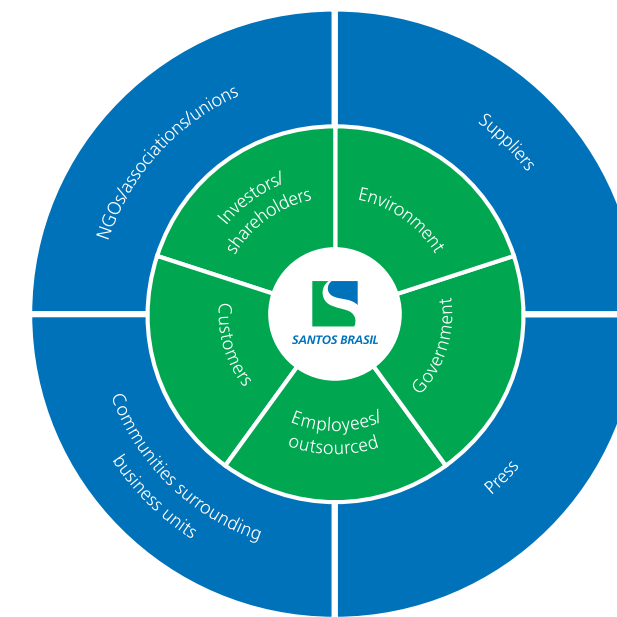 NGOs/associations/unions
Suppliers
Investors/
shareholders
Environment
Customers
SANTOS BRASIL
Government
Employees/
outsourced
Communities surrounding
business units
Press